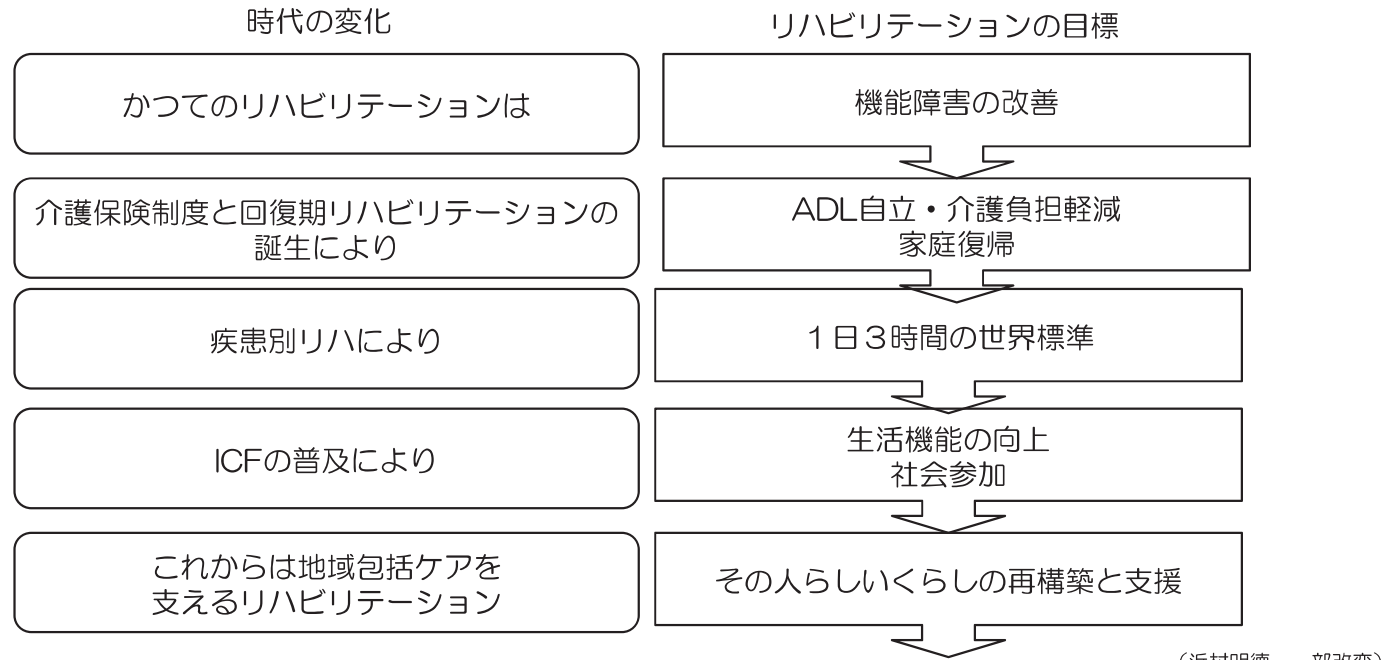 時代の変化
リハビリテーションの目標
かつてのリハビリテーションは
機能障害の改善
介護保険制度と回復期リハビリテーションの
誕生により
ADL自立・介護負担軽減
家庭復帰
疾患別リハにより
1日3時間の世界標準
ICFの普及により
生活機能の向上
社会参加
これからは地域包括ケアを
支えるリハビリテーション
その人らしいくらしの再構築と支援